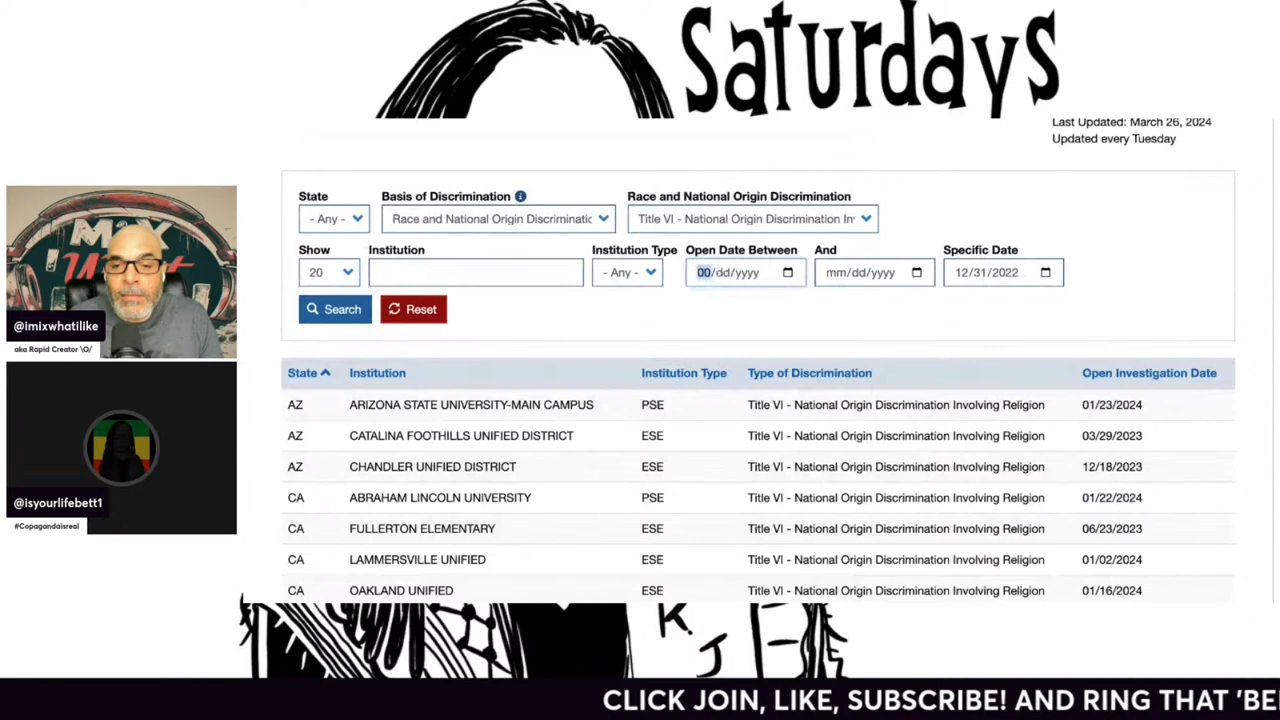 Saturdays
Last Updated: March 26, 2024
Updated every Tuesday
State
Basis of Discrimination
Race and National Origin Discrimination
- Any -
Race and National Origin Discriminatic
Title VI - National Origin Discrimination In
Show
Institution
Institution Type
Open Date Between
And
Specific Date
20
- Any -
00/dd/yyyy
mm/dd/yyyy
12/31/2022
Search
Reset
State Institution Institution Type Type of Discrimination Open Investigation Date
AZ ARIZONA STATE UNIVERSITY-MAIN CAMPUS PSE Title VI - National Origin Discrimination Involving Religion 01/23/2024
AZ CATALINA FOOTHILLS UNIFIED DISTRICT ESE Title VI - National Origin Discrimination Involving Religion 03/29/2023
AZ CHANDLER UNIFIED DISTRICT ESE Title VI - National Origin Discrimination Involving Religion 12/18/2023
CA ABRAHAM LINCOLN UNIVERSITY PSE Title VI - National Origin Discrimination Involving Religion 01/22/2024
CA FULLERTON ELEMENTARY ESE Title VI - National Origin Discrimination Involving Religion 06/23/2023
CA LAMMERSVILLE UNIFIED ESE Title VI - National Origin Discrimination Involving Religion 01/02/2024
CA OAKLAND UNIFIED ESE Title VI - National Origin Discrimination Involving Religion 01/16/2024
@imixwhatilike
aka Rapid Creator \O/
@isyourlifebett1
#Copagandaisreal
K.
J
CLICK JOIN, LIKE, SUBSCRIBE! AND RING THAT 'BE